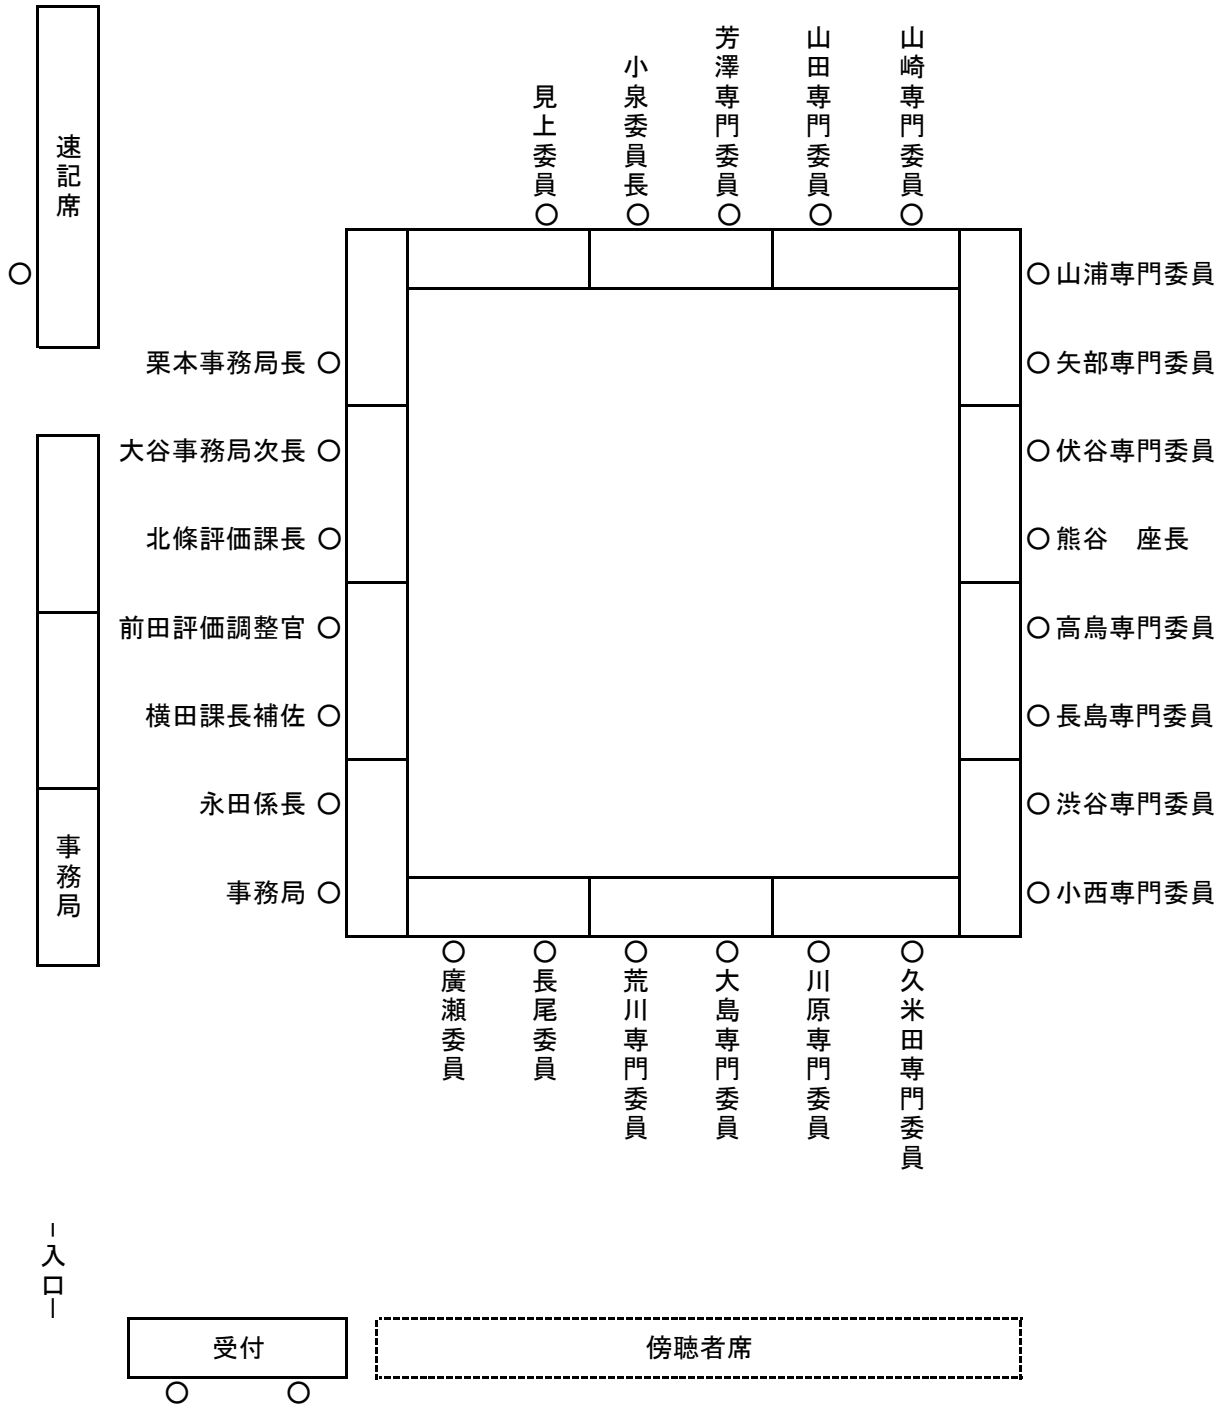 速記席
見上委員
小泉委員長
芳澤専門委員
山田専門委員
山崎専門委員
山浦専門委員
矢部専門委員
伏谷専門委員
熊谷　座長
高鳥専門委員
長島専門委員
渋谷専門委員
小西専門委員
栗本事務局長
大谷事務局次長
北條評価課長
前田評価調整官
横田課長補佐
永田係長
事務局
事務局
廣瀬委員
長尾委員
荒川専門委員
大島専門委員
川原専門委員
久米田専門委員
入口
受付
傍聴者席